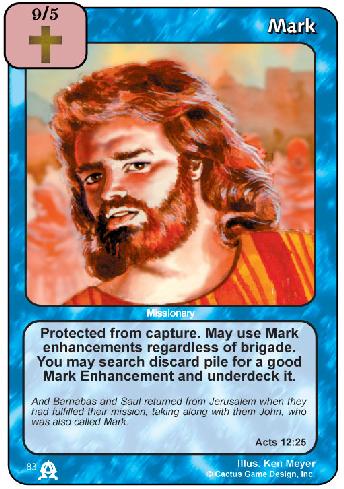 9/5
Mark
Missionary
Protected from capture. May use Mark
enhancements regardless of brigade.
You may search discard pile for a good
Mark Enhancement and underdeck it.
And Barnabas and Saul returned from Jerusalem when they
had fulfilled their mission, taking along with them John, who
was also called Mark.
Acts 12:25
83
Illus. Ken Meyer
©Cactus Game Design, Inc.